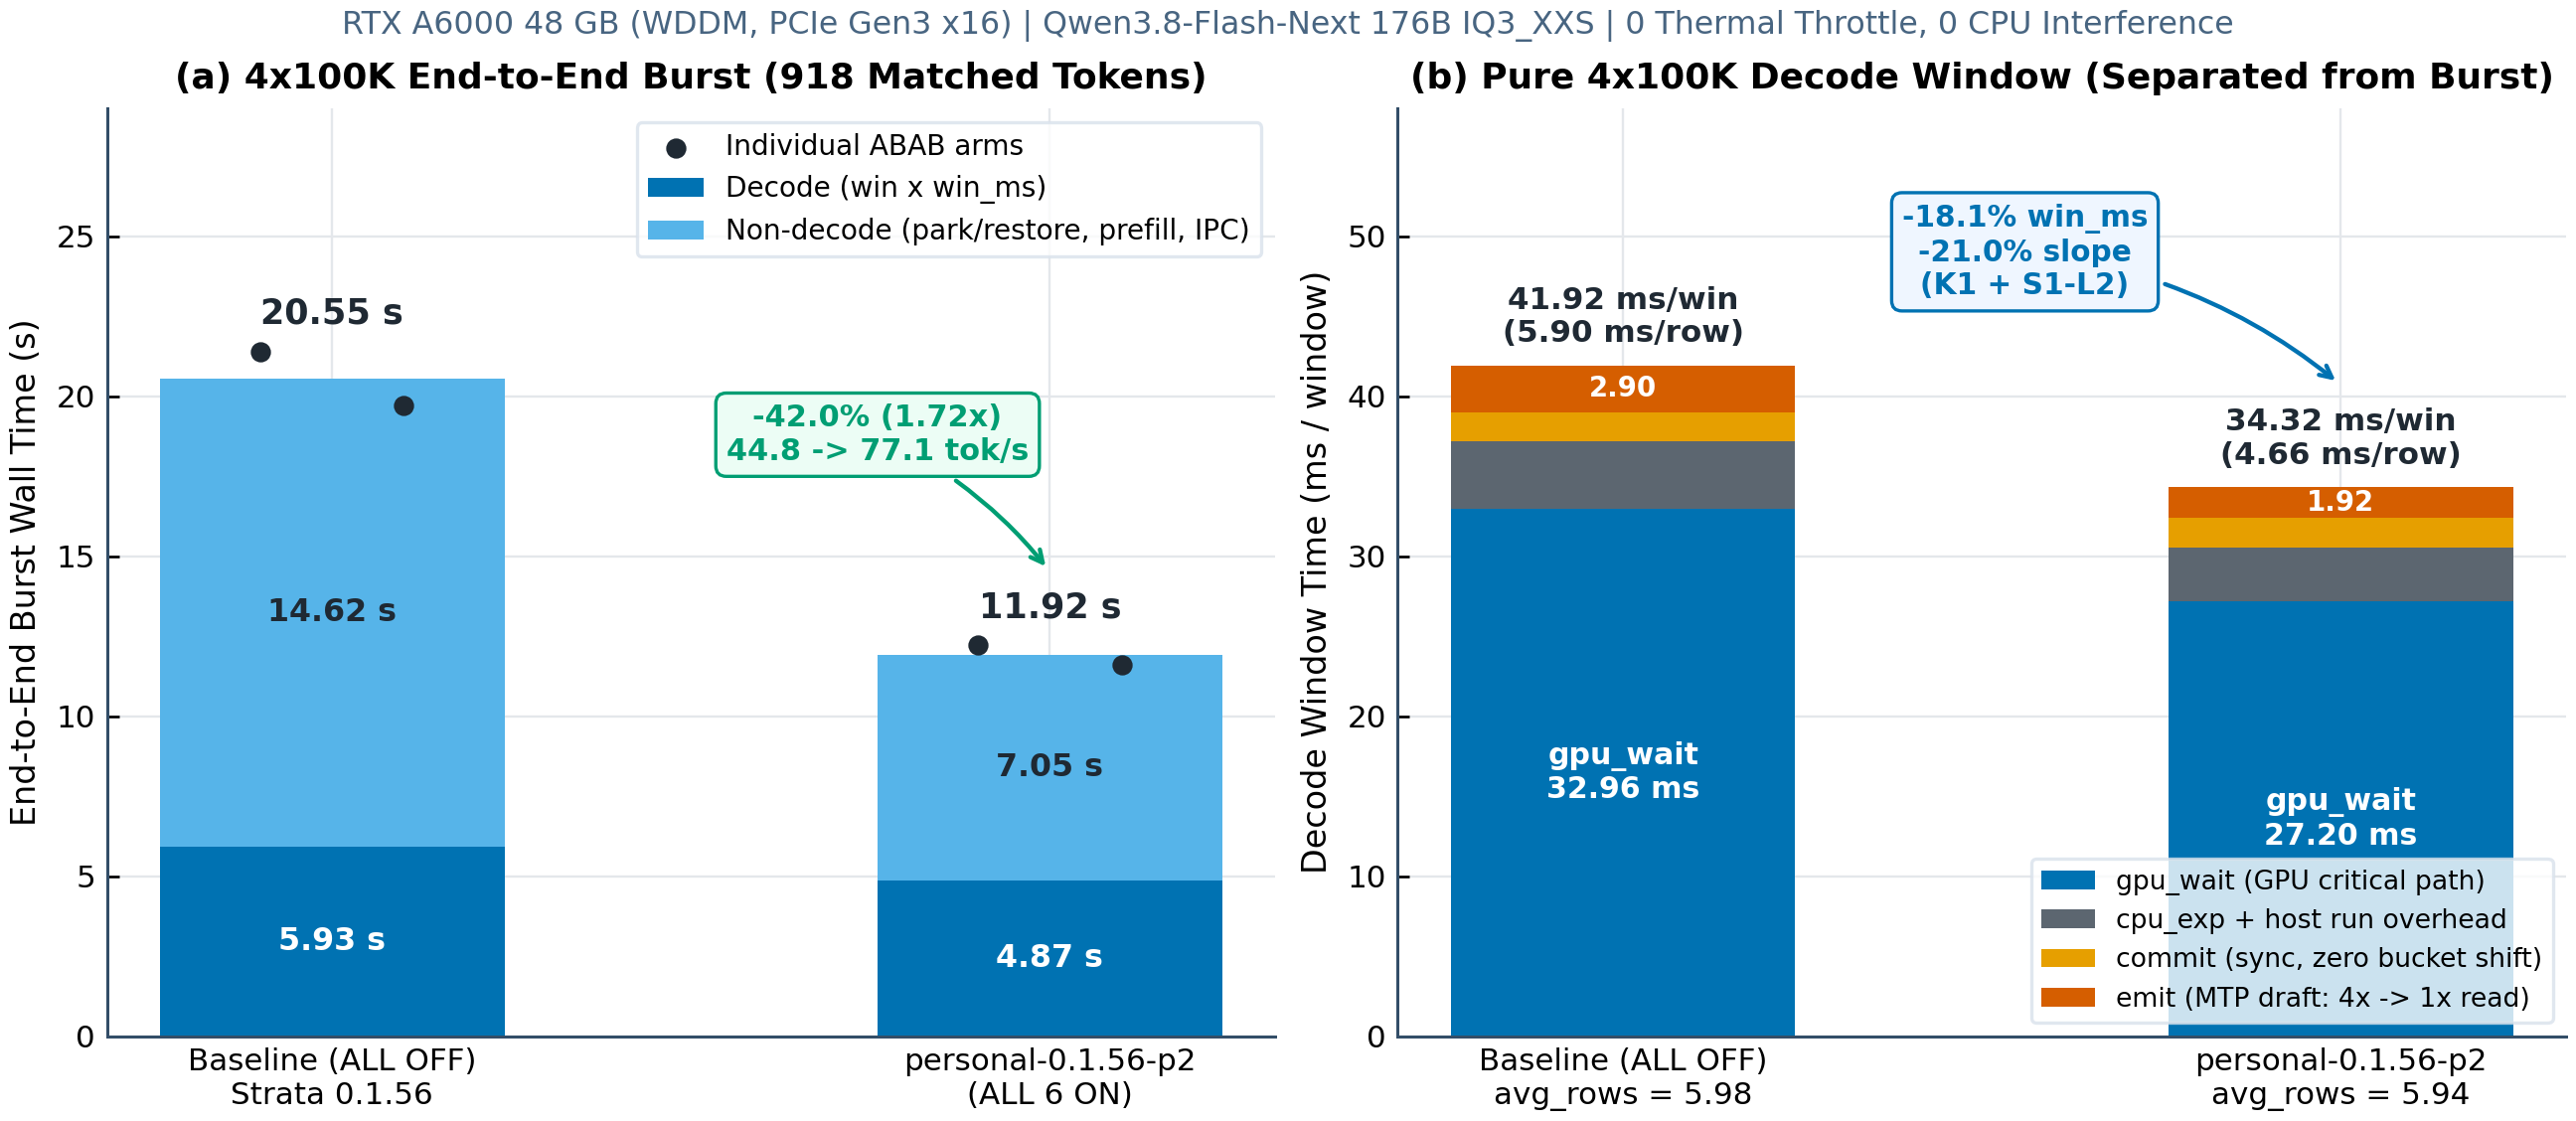 RTX A6000 48 GB (WDDM, PCIe Gen3 x16) | Qwen3.8-Flash-Next 176B IQ3_XXS | 0 Thermal Throttle, 0 CPU Interference
(a) 4x100K End-to-End Burst (918 Matched Tokens)
End-to-End Burst Wall Time (s)
25
20
15
10
5
0
Individual ABAB arms
Decode (win x win_ms)
Non-decode (park/restore, prefill, IPC)
20.55 s
14.62 s
5.93 s
-42.0% (1.72x)
44.8 -> 77.1 tok/s
11.92 s
7.05 s
4.87 s
Baseline (ALL OFF)
Strata 0.1.56
personal-0.1.56-p2
(ALL 6 ON)
(b) Pure 4x100K Decode Window (Separated from Burst)
Decode Window Time (ms / window)
50
40
30
20
10
0
41.92 ms/win
(5.90 ms/row)
2.90
gpu_wait
32.96 ms
-18.1% win_ms
-21.0% slope
(K1 + S1-L2)
34.32 ms/win
(4.66 ms/row)
1.92
gpu_wait
27.20 ms
gpu_wait (GPU critical path)
cpu_exp + host run overhead
commit (sync, zero bucket shift)
emit (MTP draft: 4x -> 1x read)
Baseline (ALL OFF)
avg_rows = 5.98
personal-0.1.56-p2
avg_rows = 5.94